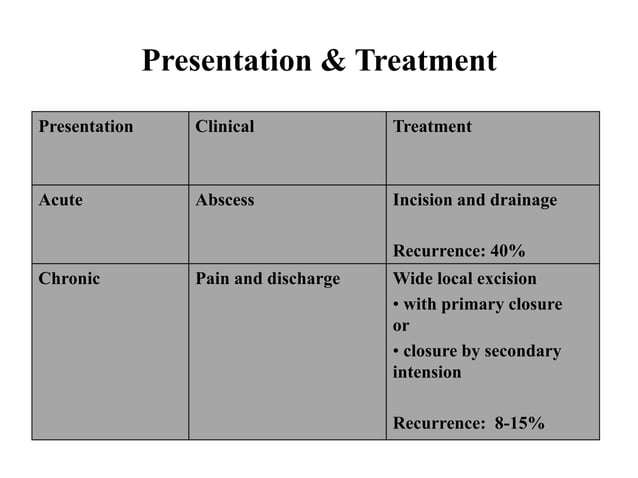 Presentation & Treatment
Presentation Clinical Treatment
Acute Abscess Incision and drainage
Recurrence: 40%
Chronic Pain and discharge Wide local excision
• with primary closure
or
• closure by secondary
intension
Recurrence: 8-15%